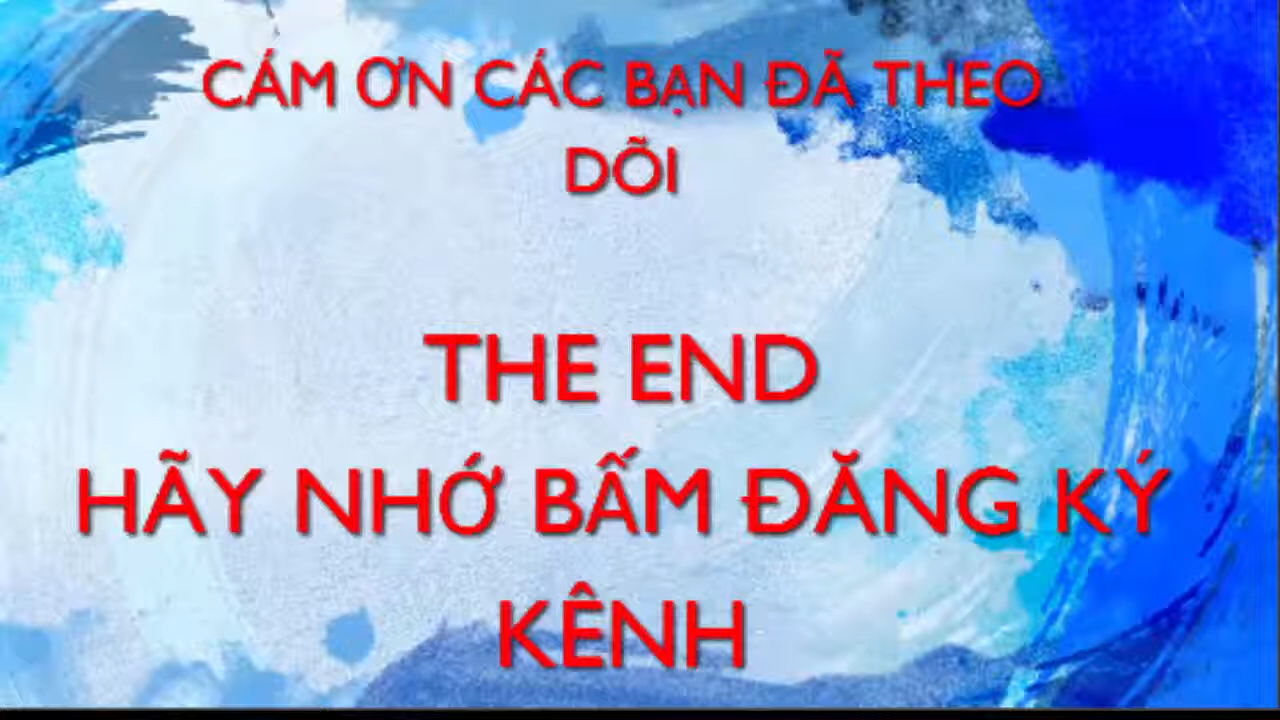 CÁM ƠN CÁC BẠN ĐÃ THEO
DÕI
THE END
HÃY NHỚ BẤM ĐĂNG KÝ
KÊNH